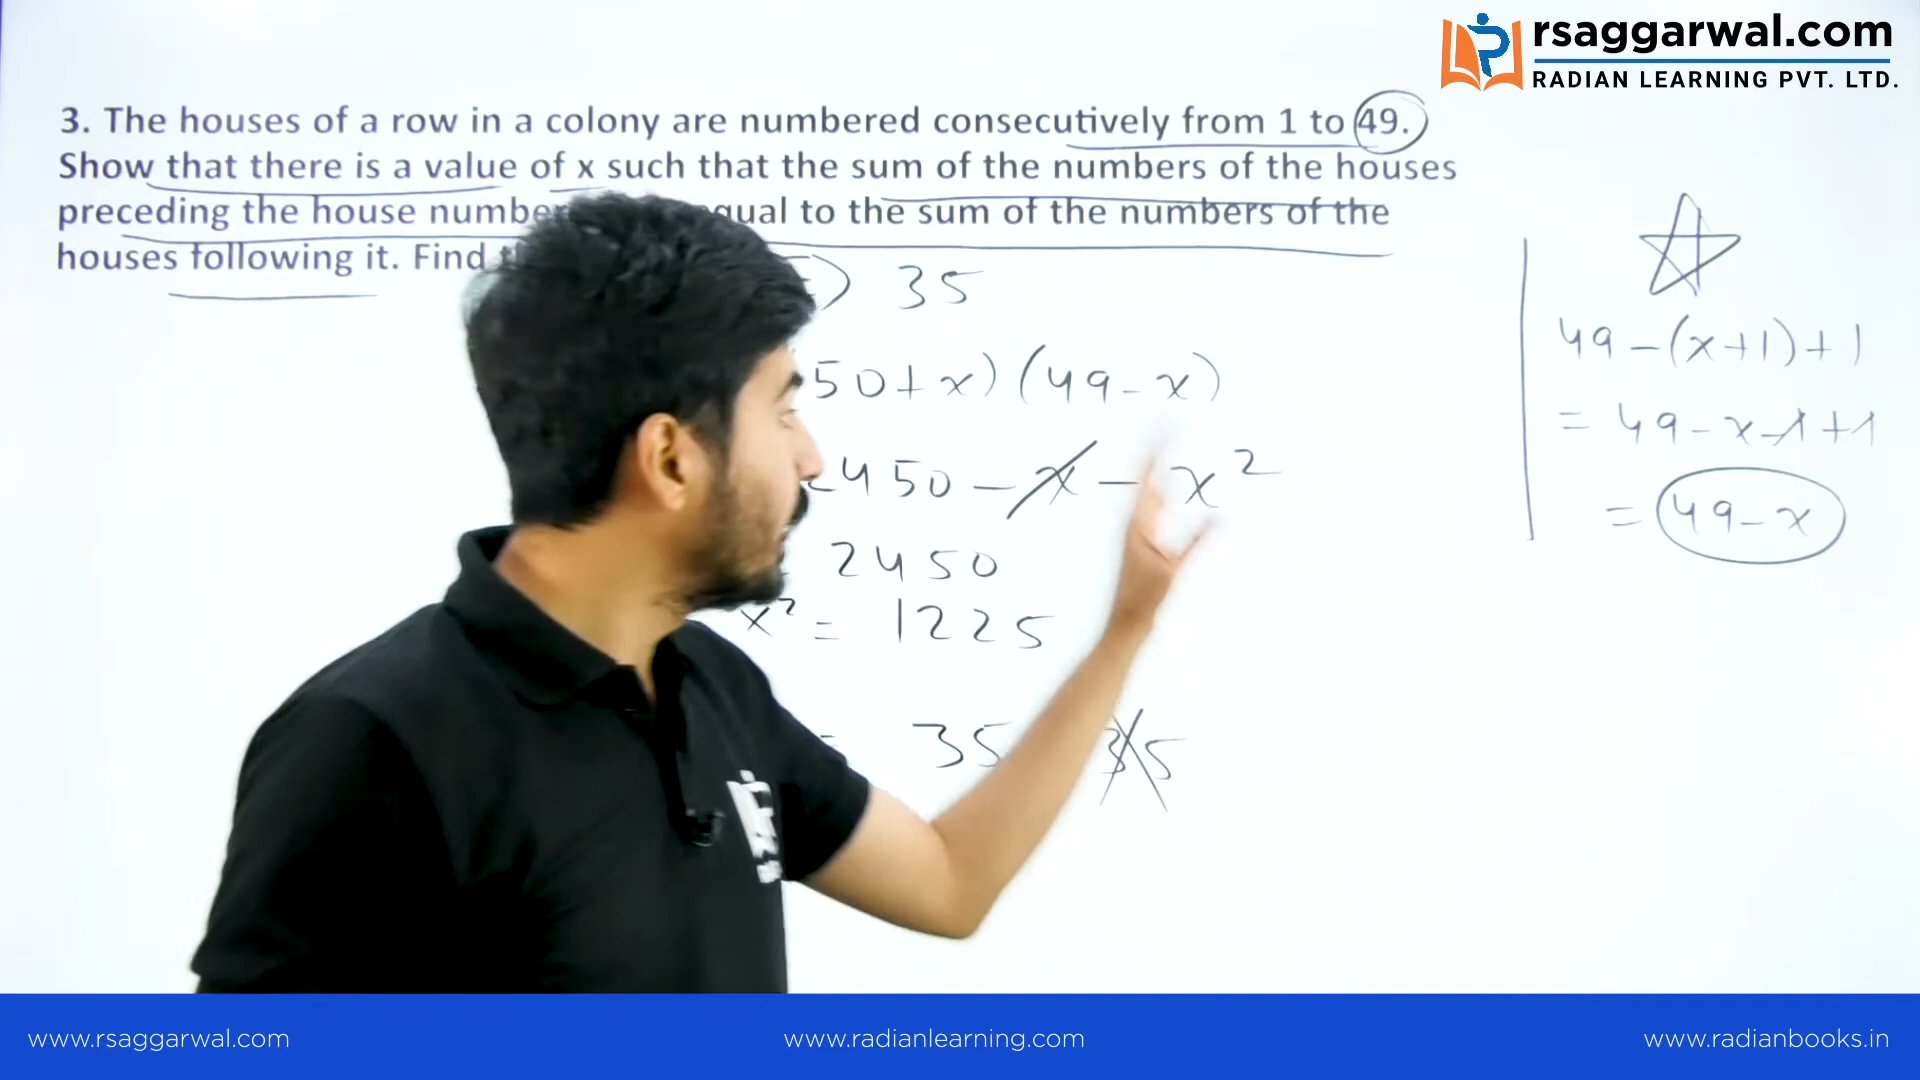 rsaggarwal.com
RADIAN LEARNING PVT. LTD.
3. The houses of a row in a colony are numbered consecutively from 1 to 49.
Show that there is a value of x such that the sum of the numbers of the houses
preceding the house qual to the sum of the numbers of the
houses following it. Find
) 35
50+x) (49-x)
2450 - x - x²
2450
x² = 1225
= 35 35
49-(x+1)+1
= 49-x-1+1
= 49-x
www.rsaggarwal.com
www.radianlearning.com
www.radianbooks.in